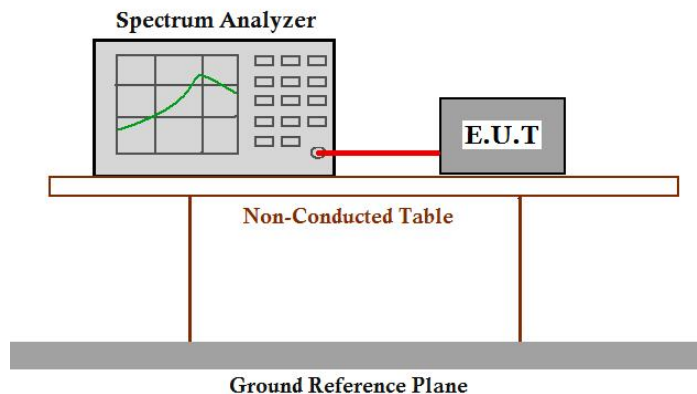 Spectrum Analyzer
E.U.T
Non-Conducted Table
Ground Reference Plane